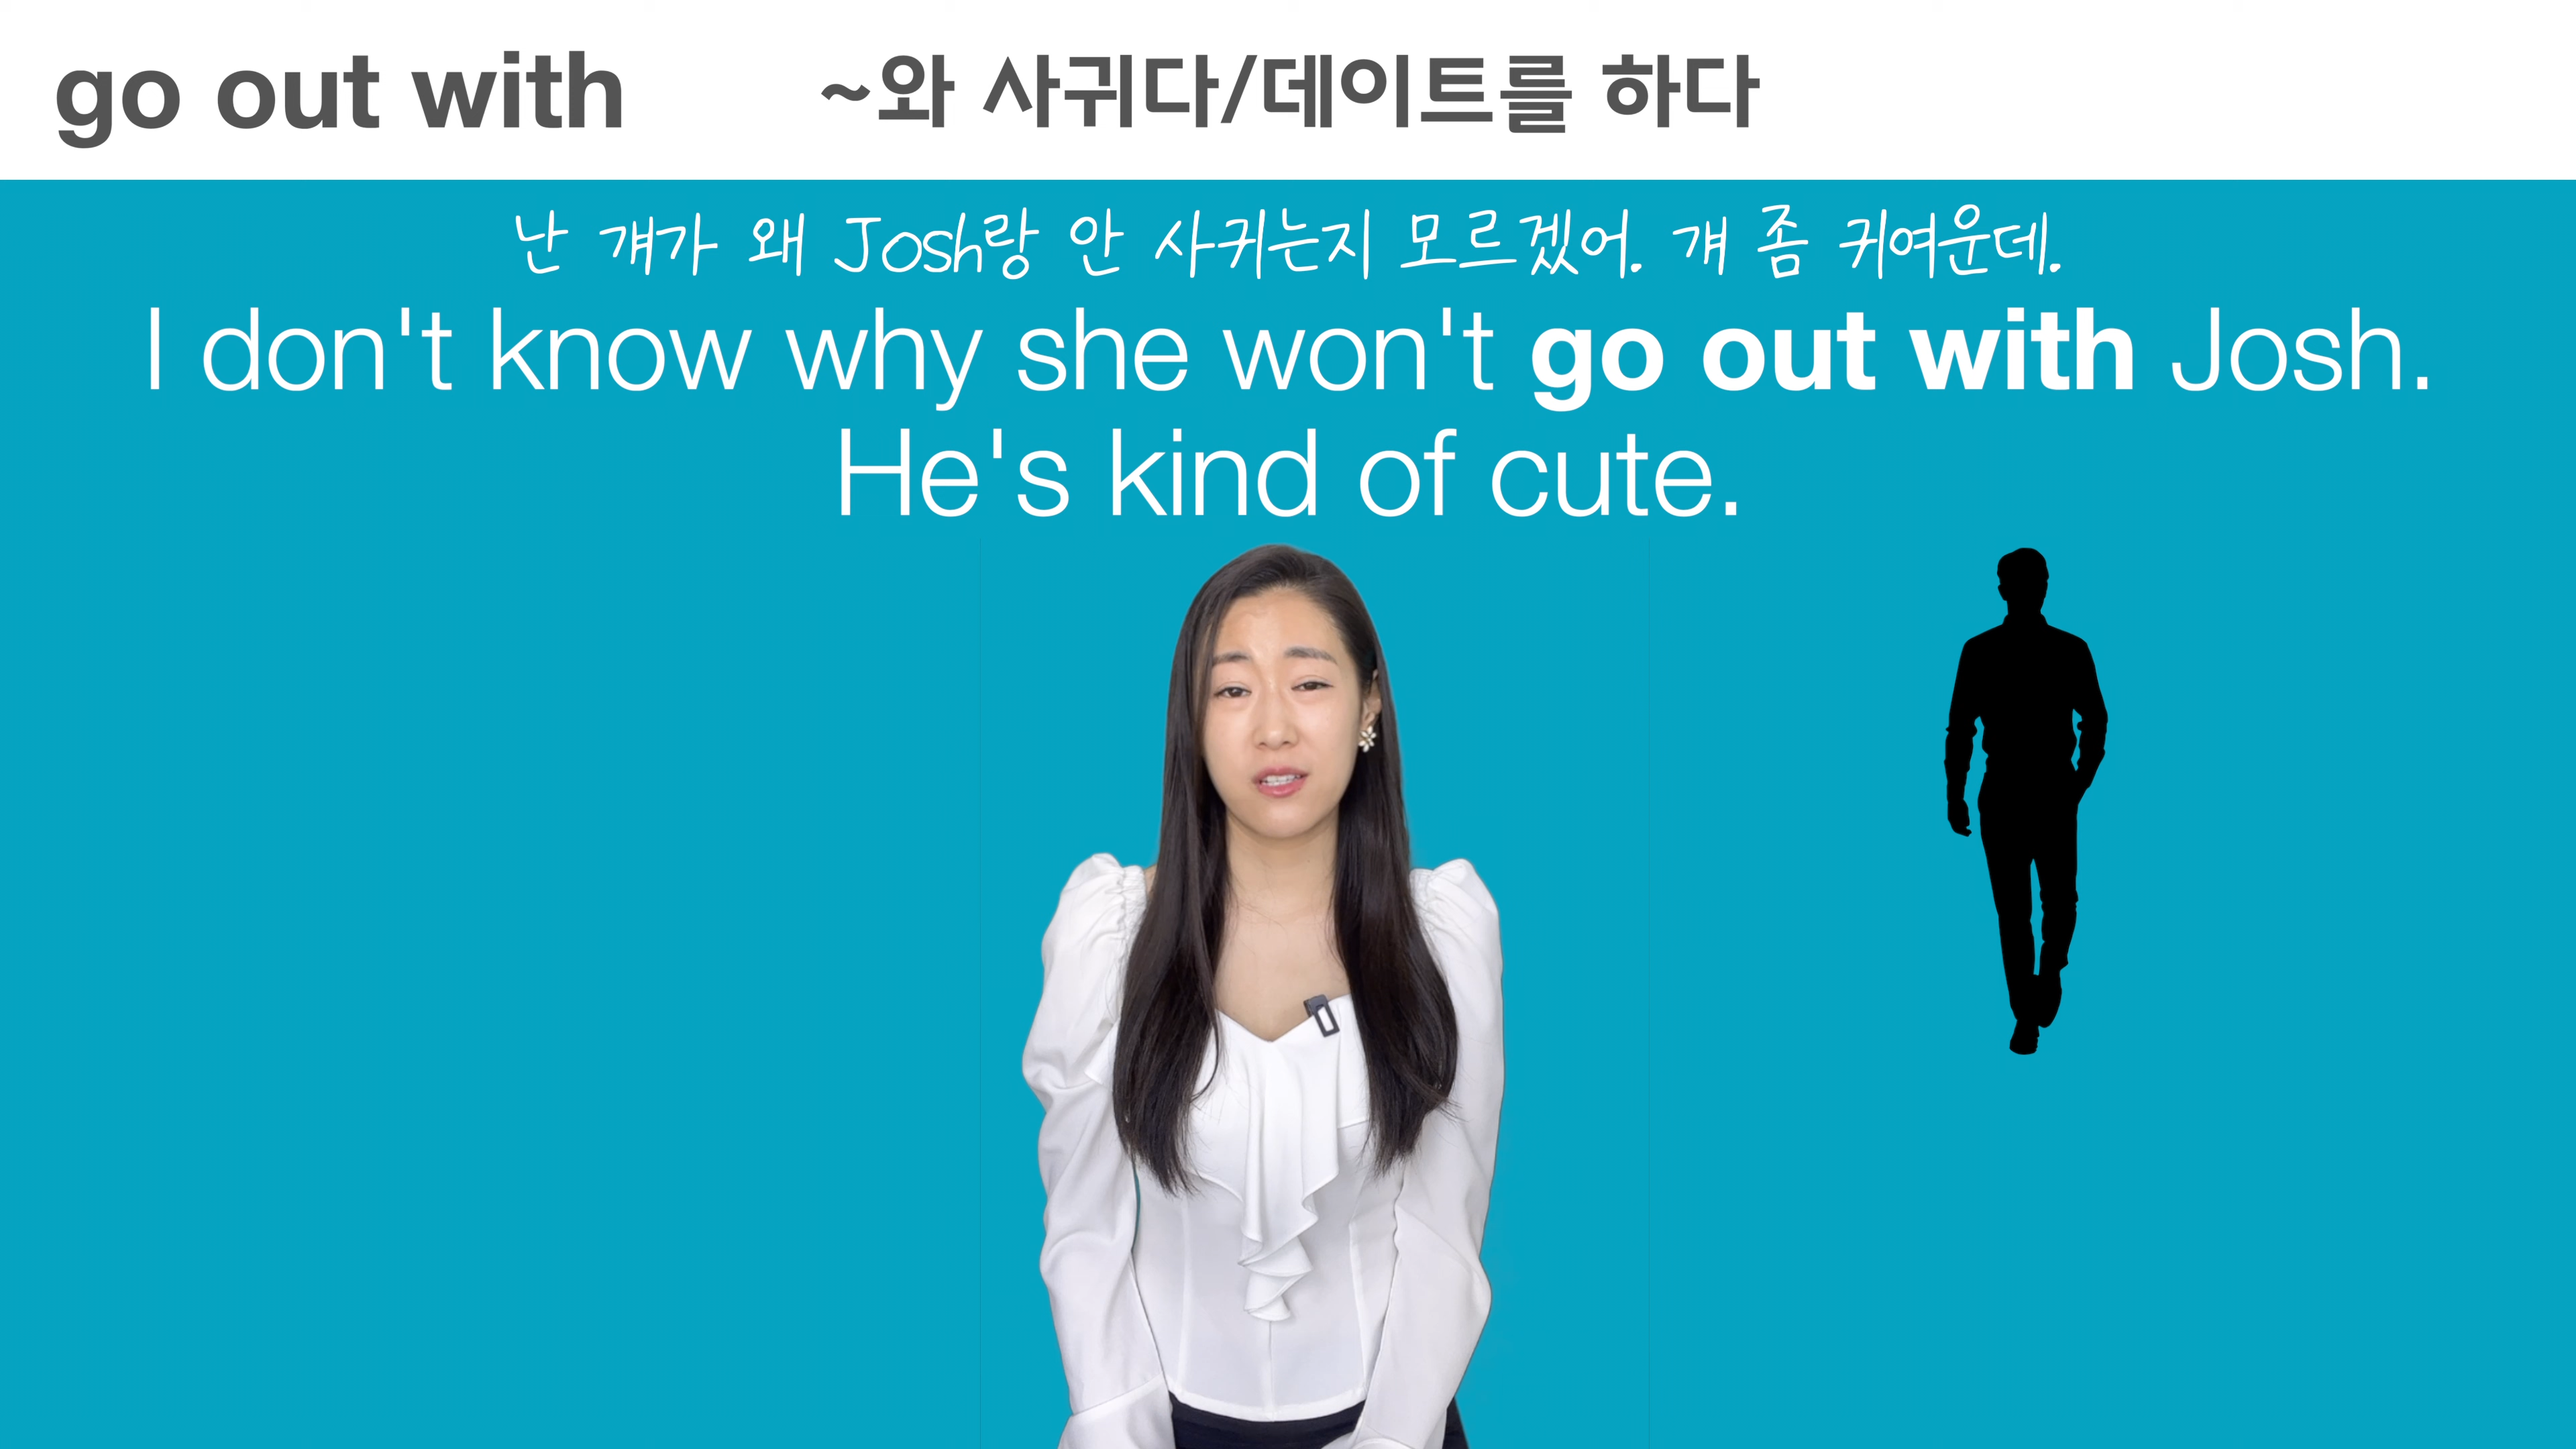 go out with ~와 사귀다/데이트를 하다
난 걔가 왜 Josh랑 안 사귀는지 모르겠어. 걔 좀 귀여운데.
I don't know why she won't go out with Josh.
He's kind of cute.